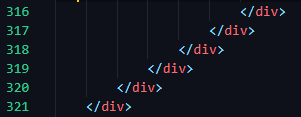 316 </div>
317 </div>
318 </div>
319 </div>
320 </div>
321 </div>